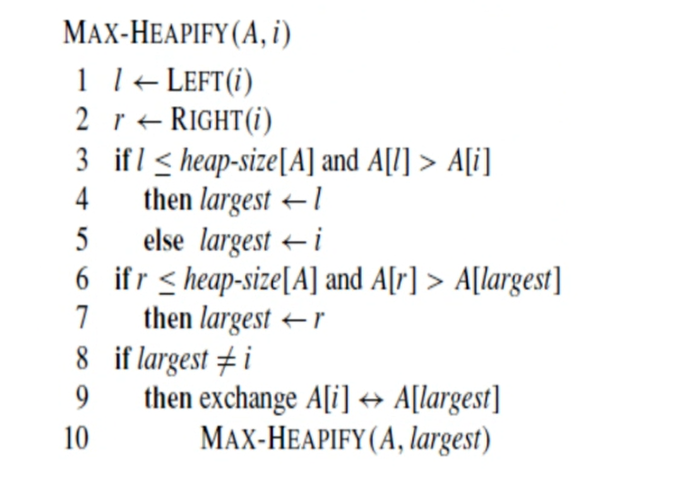 MAX-HEAPIFY(A, i)
1 l ← LEFT(i)
2 r ← RIGHT(i)
3 if l ≤ heap-size[A] and A[l] > A[i]
4 then largest ← l
5 else largest ← i
6 if r ≤ heap-size[A] and A[r] > A[largest]
7 then largest ← r
8 if largest ≠ i
9 then exchange A[i] ↔ A[largest]
10 MAX-HEAPIFY(A, largest)